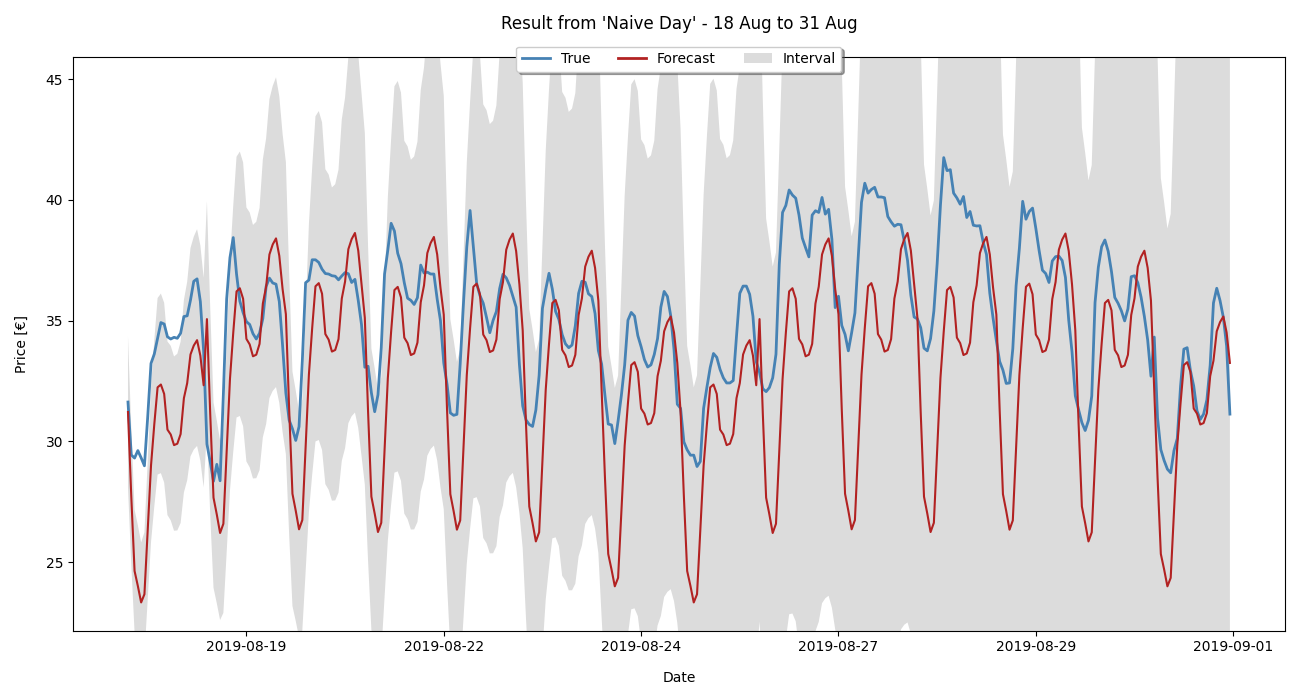 Result from 'Naive Day' - 18 Aug to 31 Aug
True Forecast Interval
45
40
35
30
25
Price [€]
2019-08-19 2019-08-22 2019-08-24 2019-08-27 2019-08-29 2019-09-01
Date